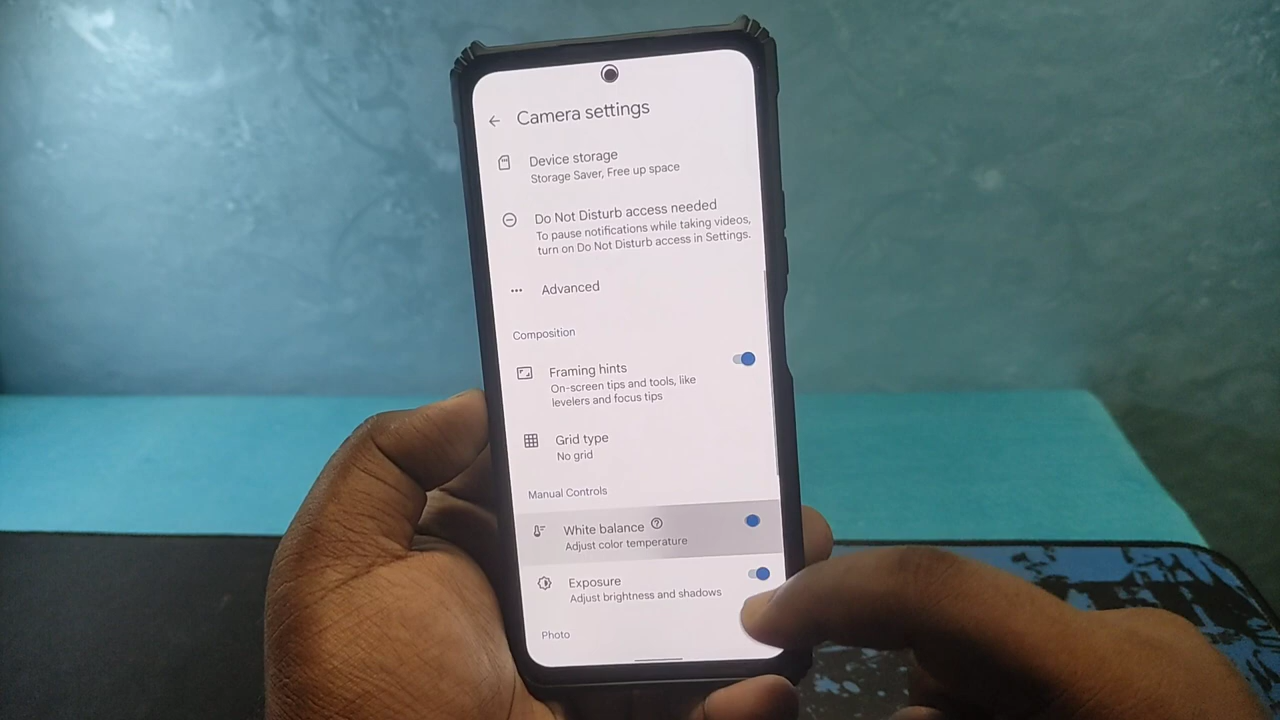 Camera settings
Device storage
Storage Saver, Free up space
Do Not Disturb access needed
To pause notifications while taking videos,
turn on Do Not Disturb access in Settings.
Advanced
Composition
Framing hints
On-screen tips and tools, like
levelers and focus tips
Grid type
No grid
Manual Controls
White balance
Adjust color temperature
Exposure
Adjust brightness and shadows
Photo